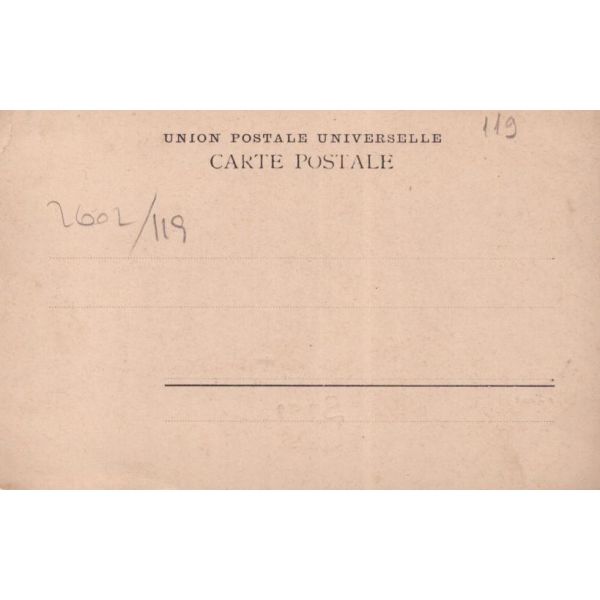 119
UNION POSTALE UNIVERSELLE
CARTE POSTALE
2602/119